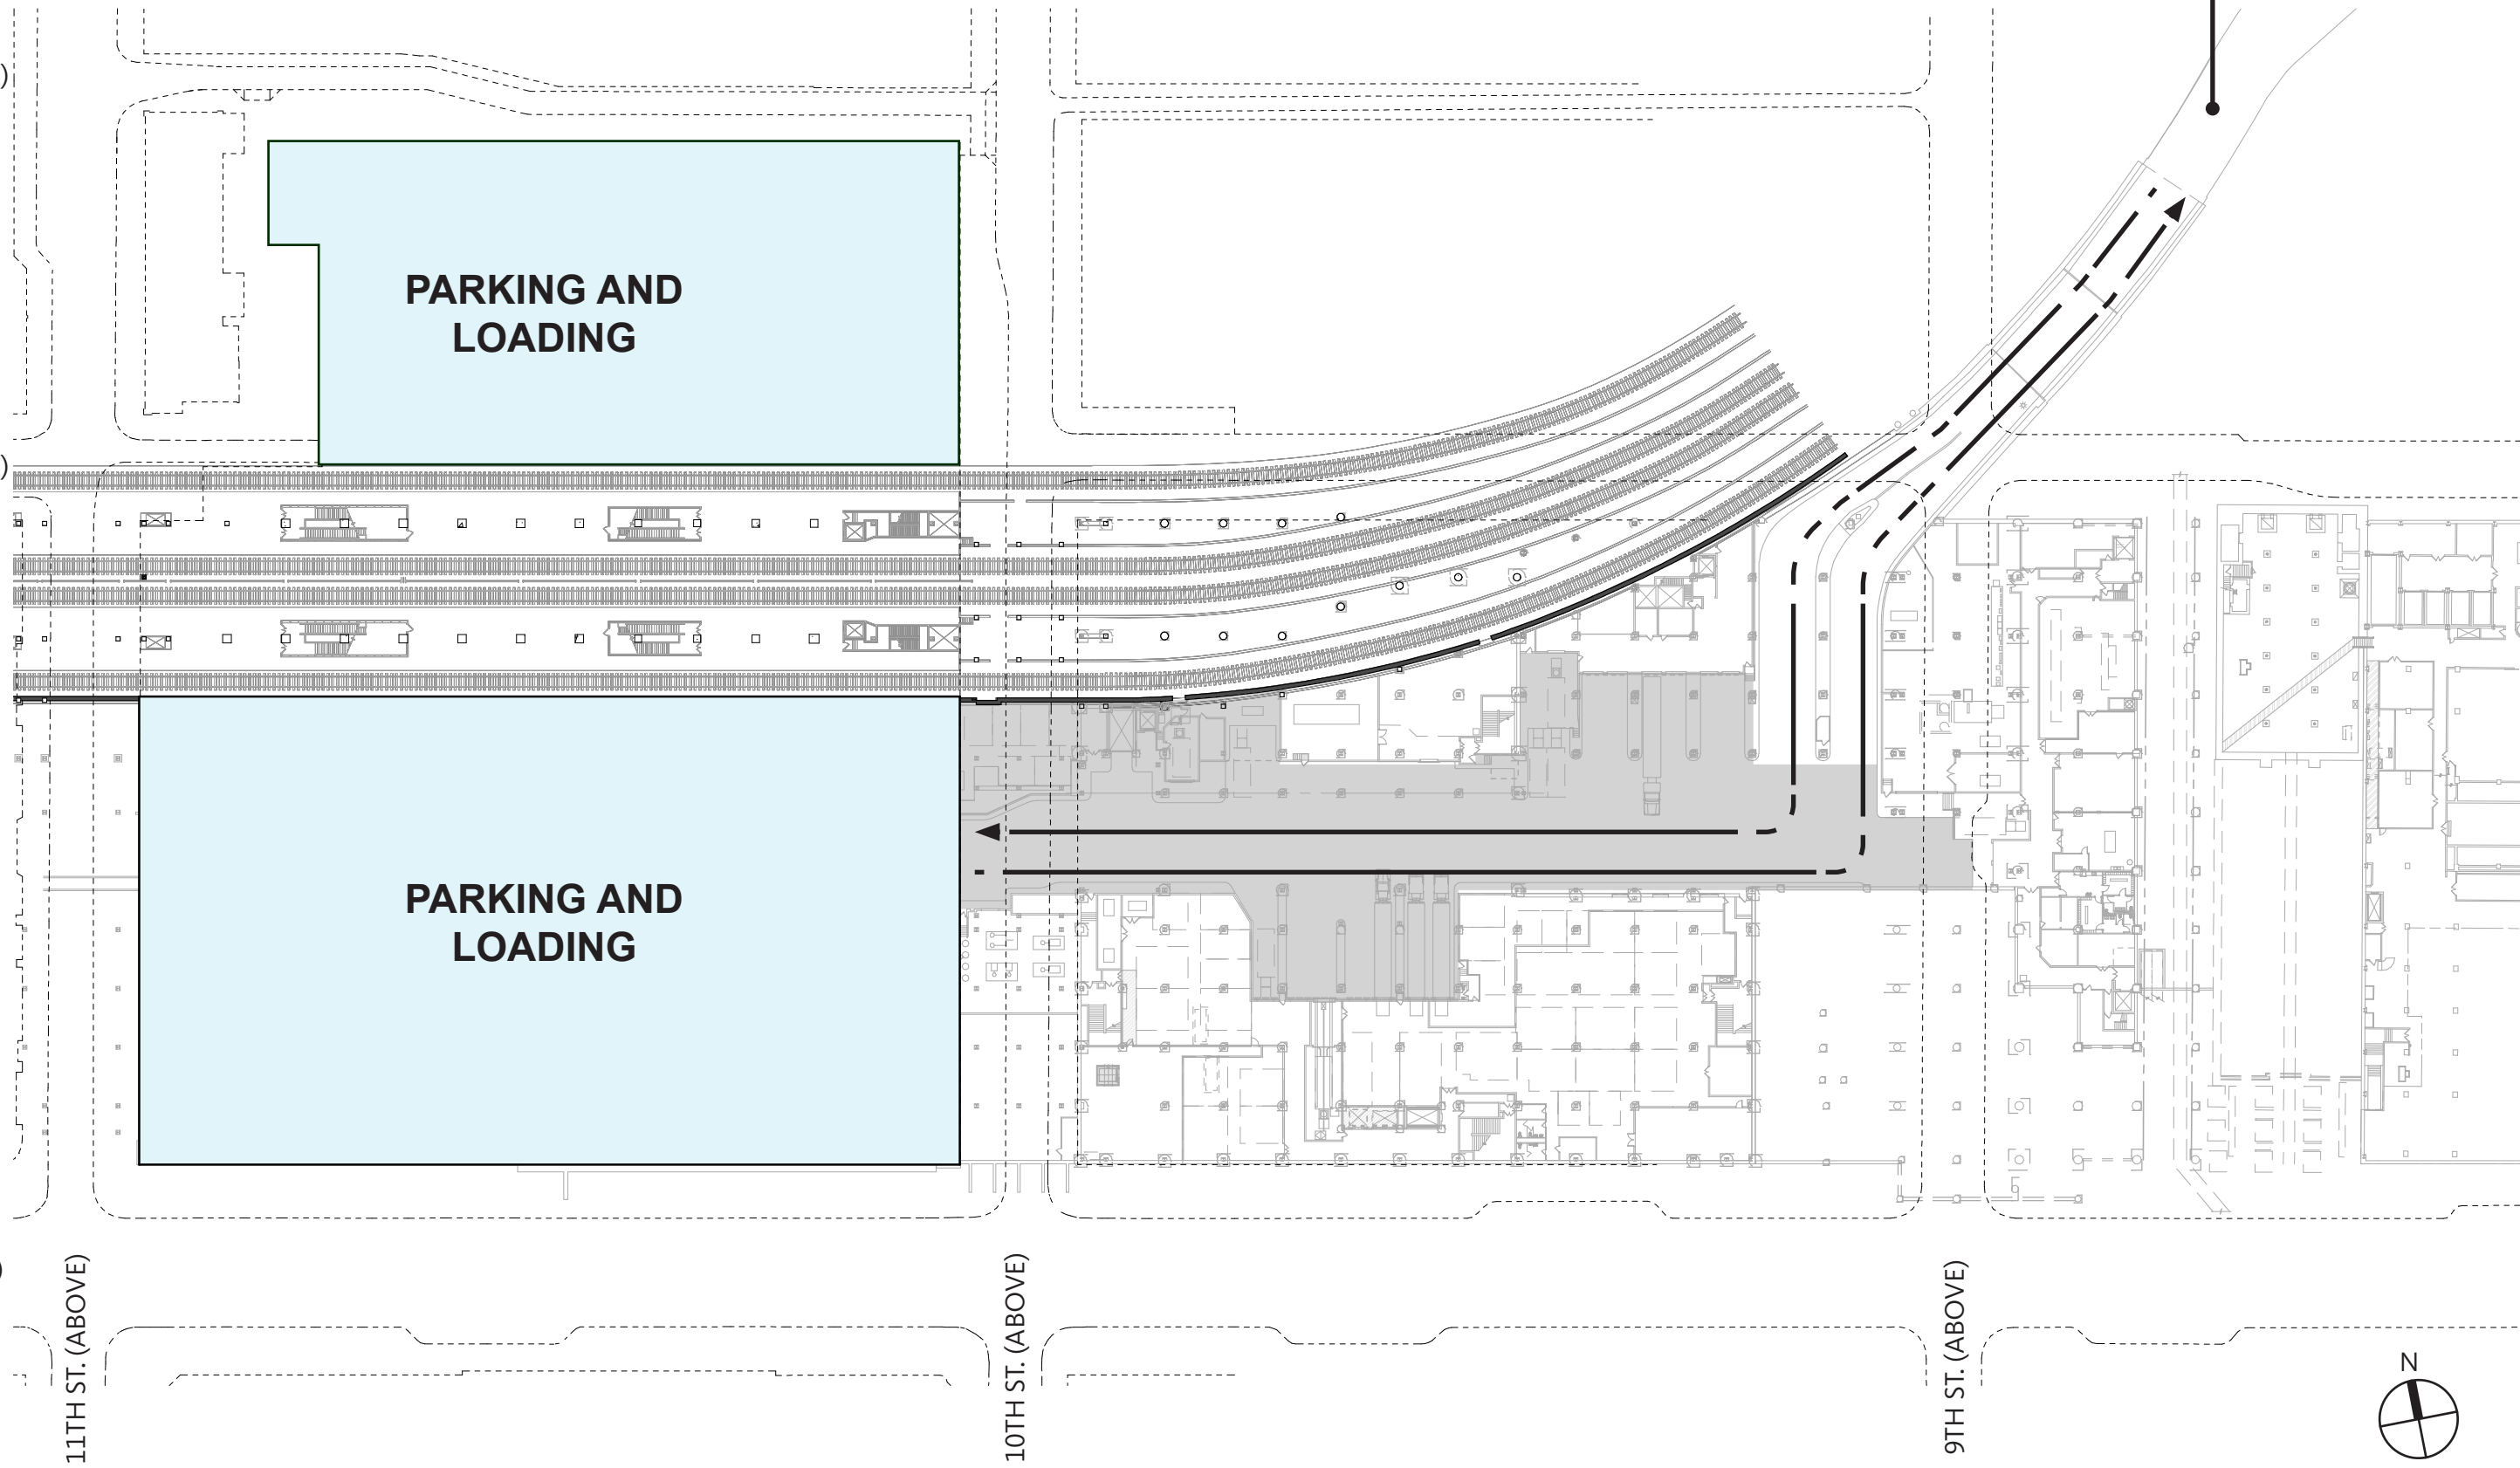 )
PARKING AND
LOADING
)
PARKING AND
LOADING
)
11TH ST. (ABOVE)
10TH ST. (ABOVE)
9TH ST. (ABOVE)
N